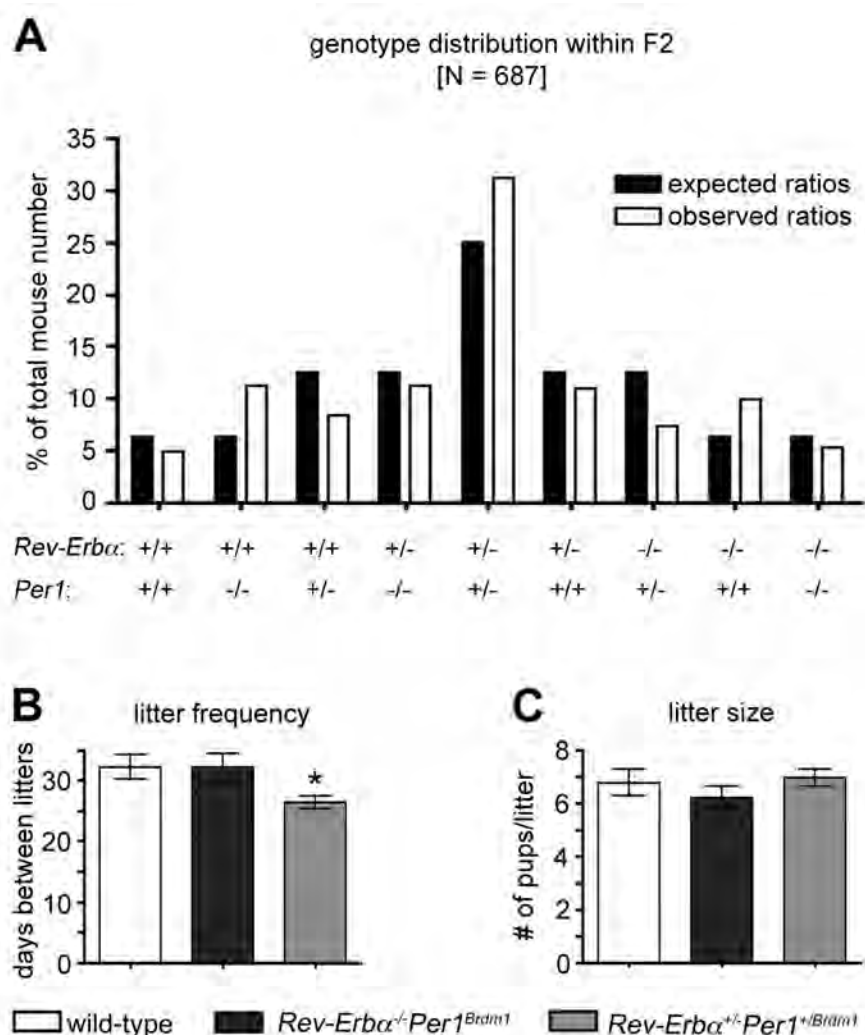 A
genotype distribution within F2
[N = 687]
% of total mouse number
35
30
25
20
15
10
5
0
expected ratios
observed ratios
Rev-Erbα: +/+ +/+ +/+ +/- +/- +/- -/- -/- -/-
Per1: +/+ -/- +/- -/- +/- +/+ +/- +/+ -/-
B
litter frequency
days between litters
30
20
10
0
*
C
litter size
# of pups/litter
8
6
4
2
0
wild-type Rev-Erbα-/-Per1Brdm1 Rev-Erbα+/-Per1+/Brdm1